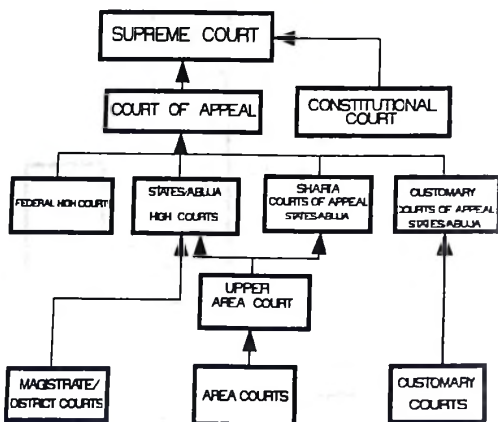 SUPREME COURT
COURT OF APPEAL
CONSTITUTIONAL
COURT
FEDERAL HIGH COURT
STATES/ABUJA
HIGH COURTS
SHARIA
COURTS OF APPEAL
STATES/ABUJA
CUSTOMARY
COURTS OF APPEAL
STATES/ABUJA
UPPER
AREA COURT
MAGISTRATE/
DISTRICT COURTS
AREA COURTS
CUSTOMARY
COURTS